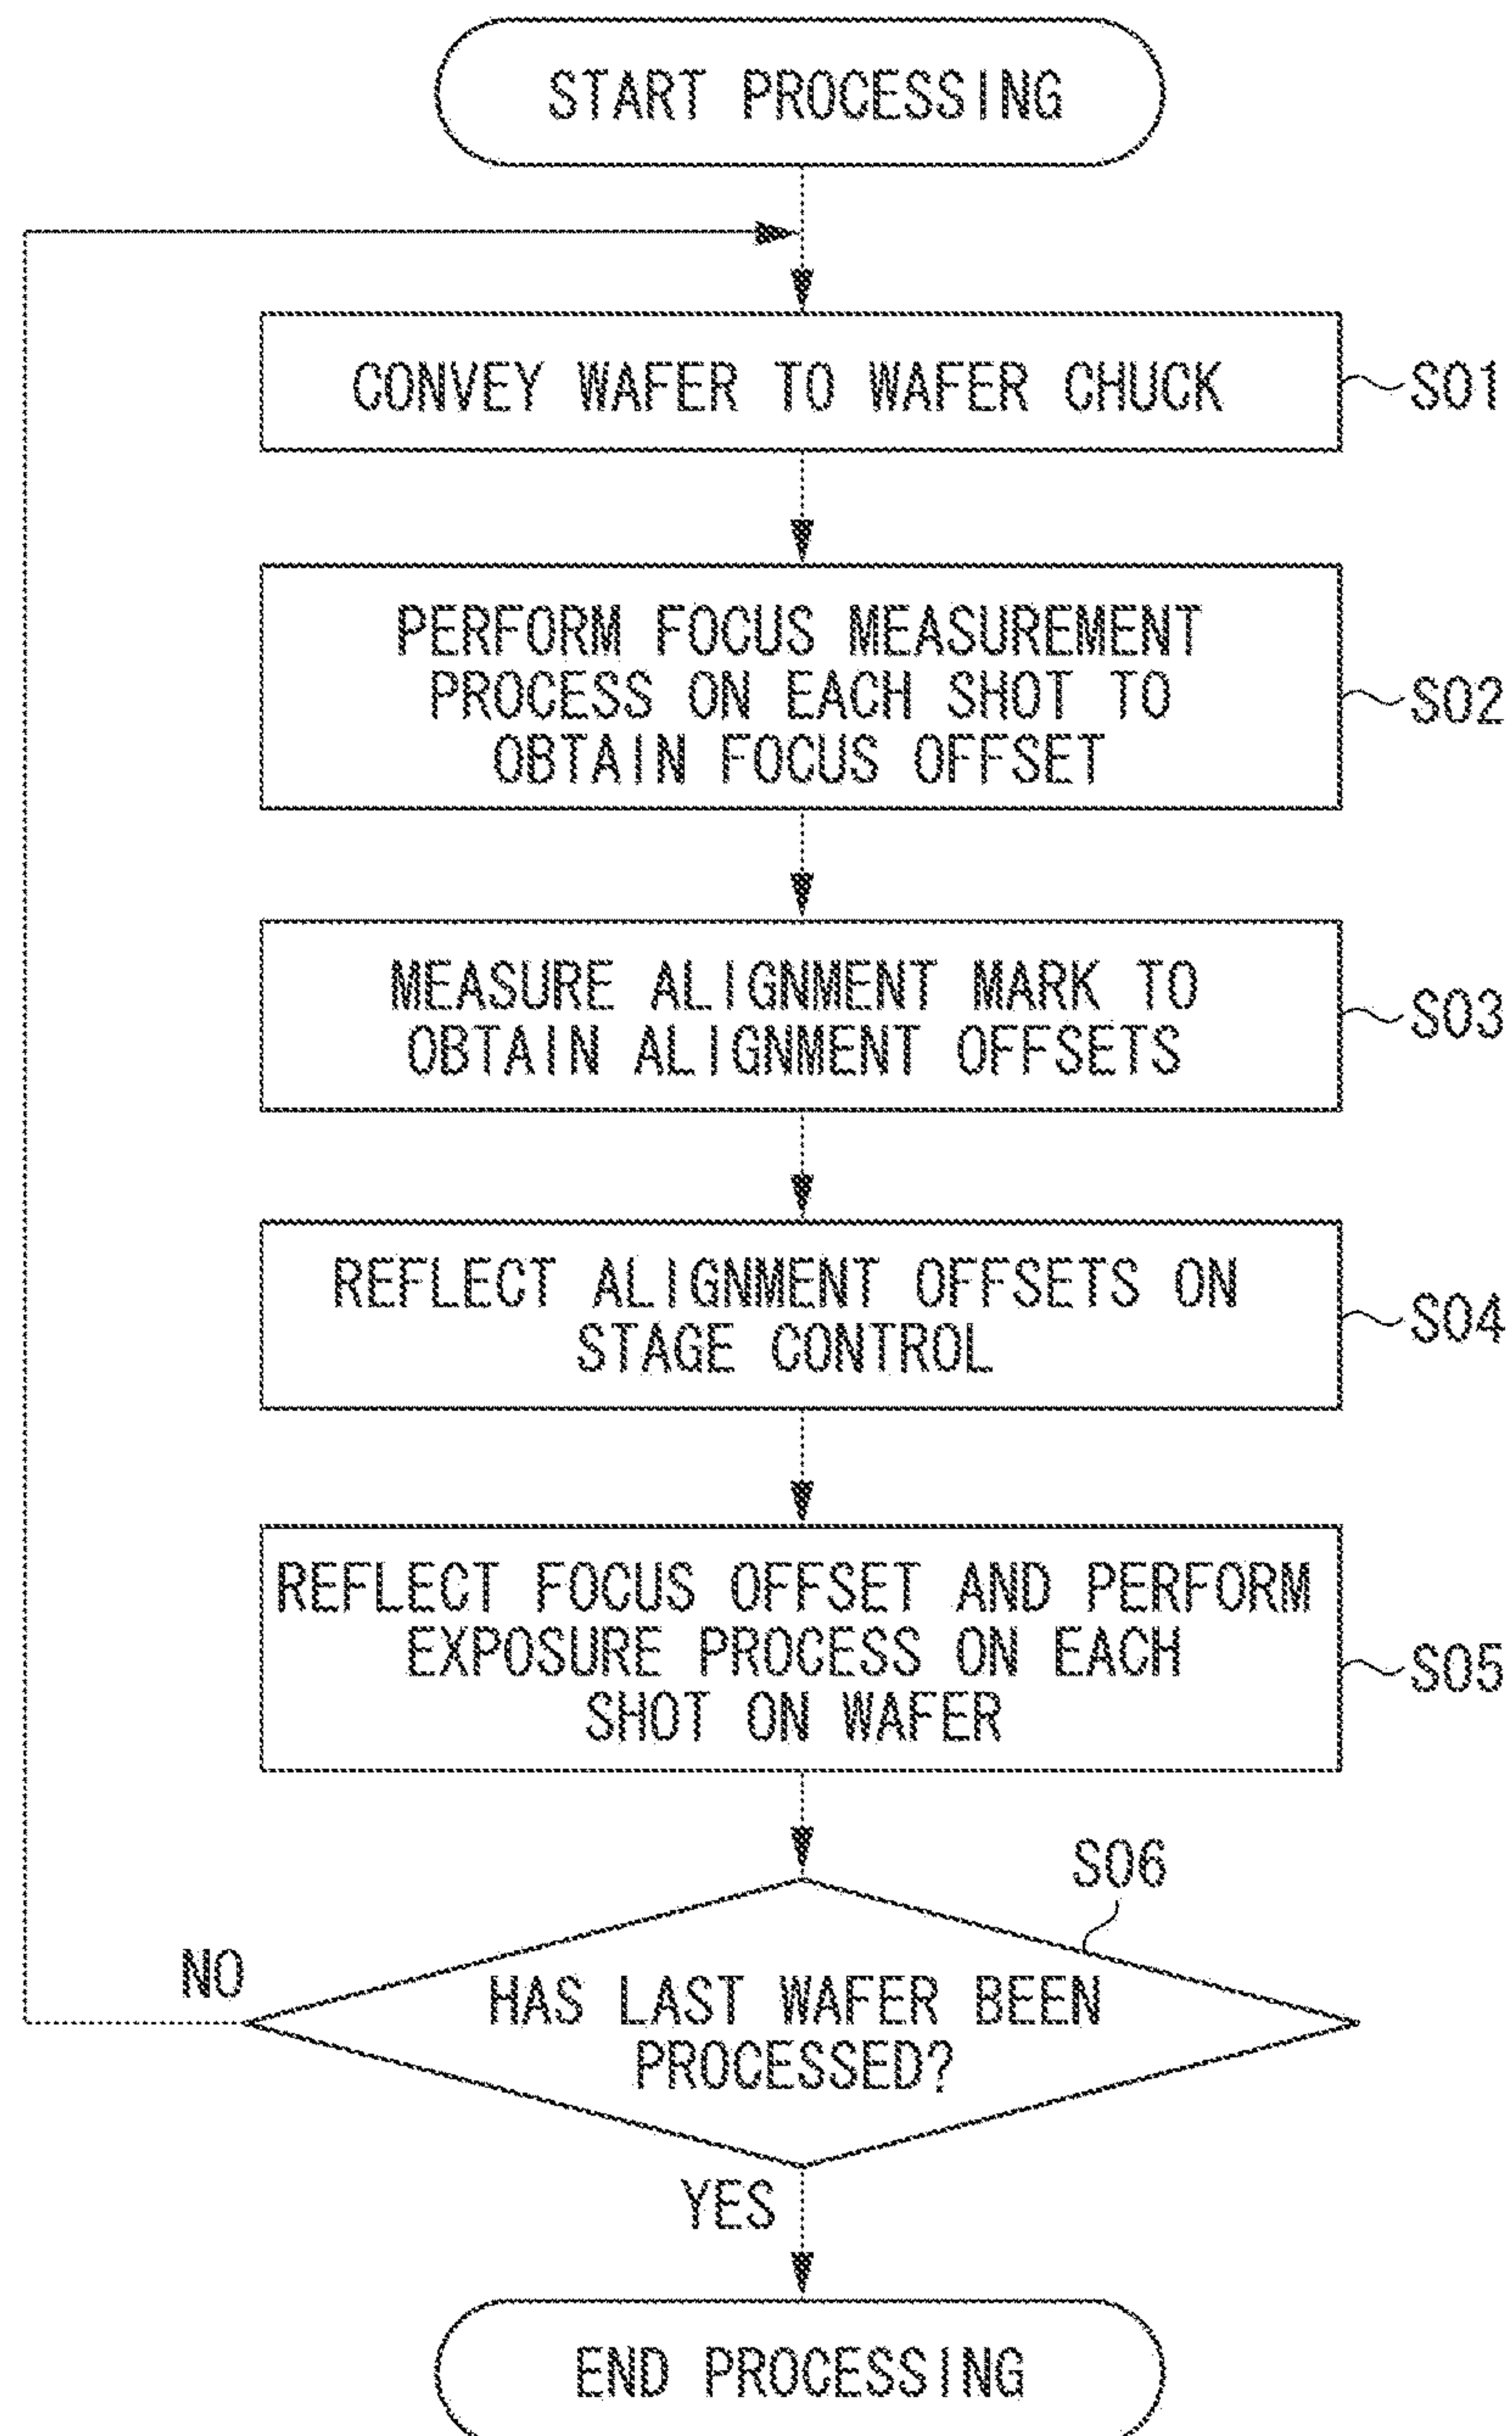 START PROCESSING
CONVEY WAFER TO WAFER CHUCK
S01
PERFORM FOCUS MEASUREMENT
PROCESS ON EACH SHOT TO
OBTAIN FOCUS OFFSET
S02
MEASURE ALIGNMENT MARK TO
OBTAIN ALIGNMENT OFFSETS
S03
REFLECT ALIGNMENT OFFSETS ON
STAGE CONTROL
S04
REFLECT FOCUS OFFSET AND PERFORM
EXPOSURE PROCESS ON EACH
SHOT ON WAFER
S05
S06
NO
HAS LAST WAFER BEEN
PROCESSED?
YES
END PROCESSING